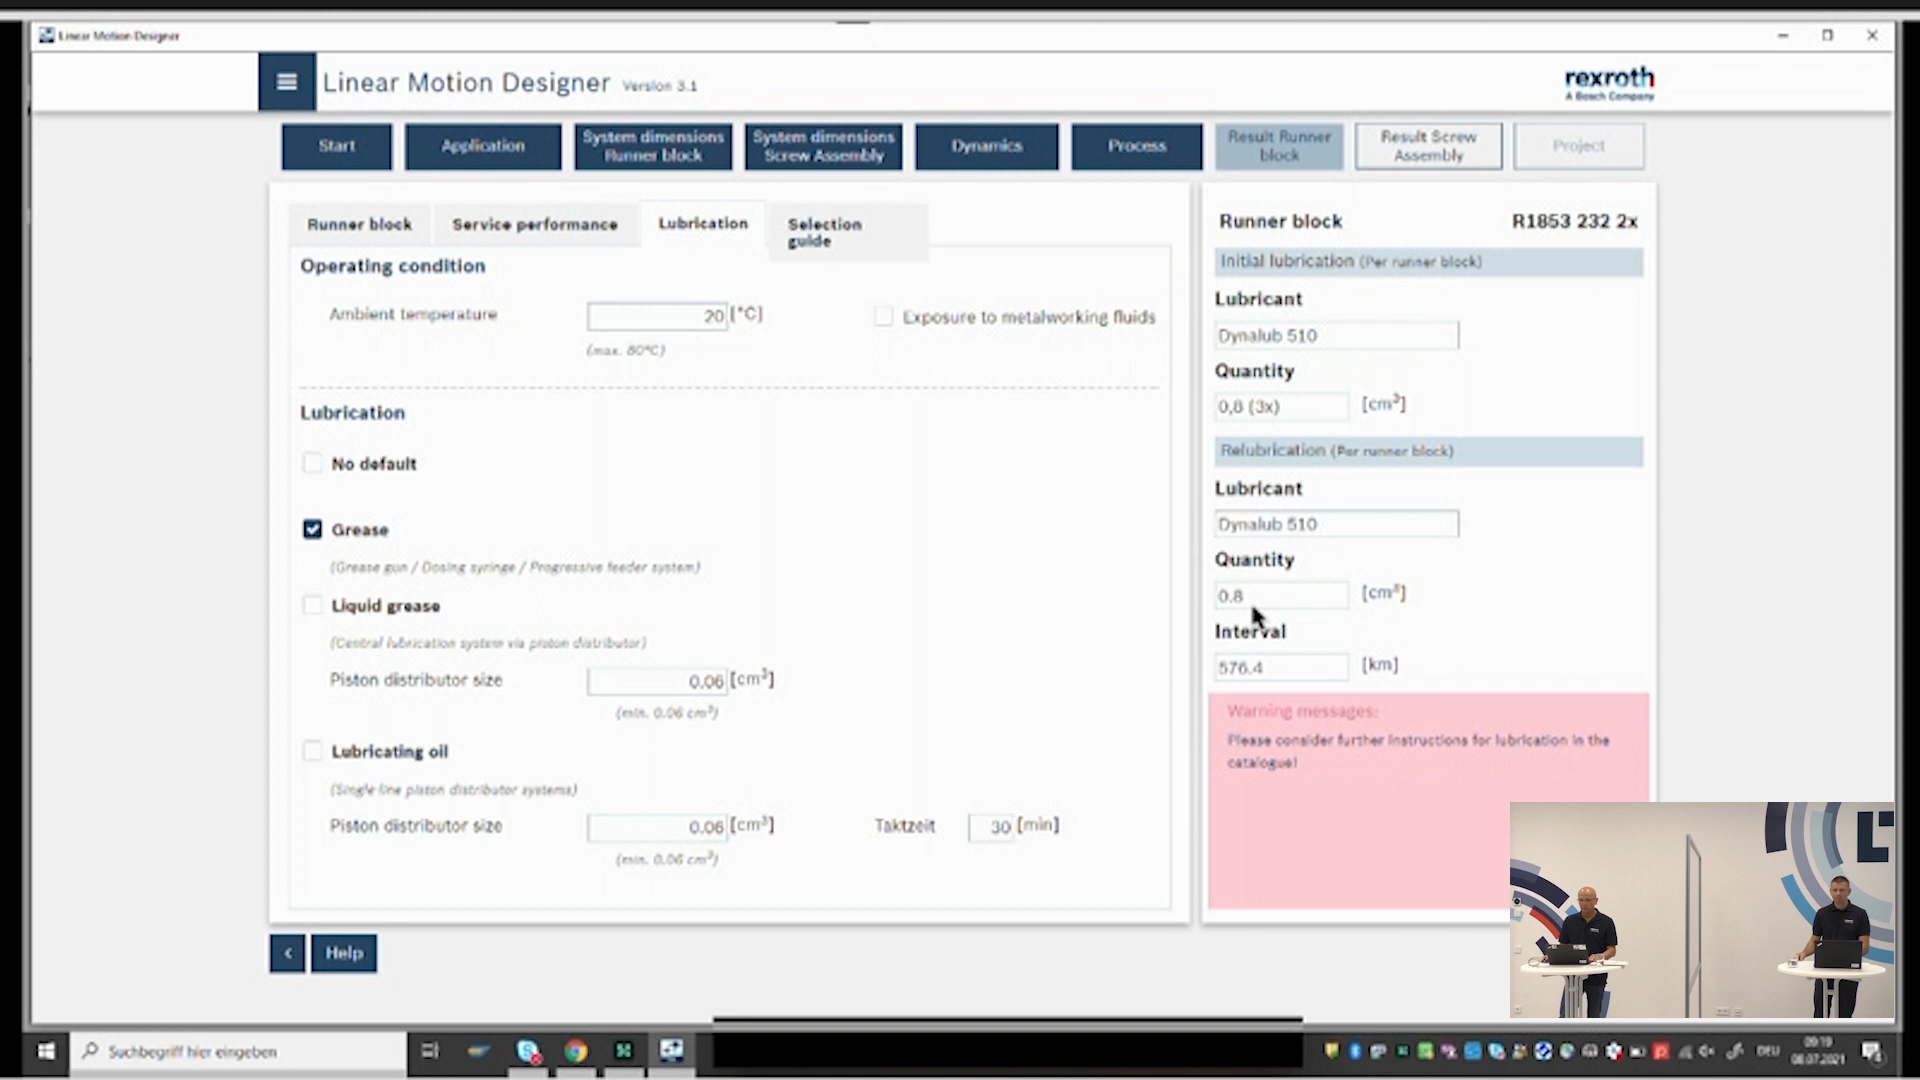 Linear Motion Designer
Linear Motion Designer Version 3.1
rexroth
A Bosch Company
Start
Application
System dimensions
Runner block
System dimensions
Screw Assembly
Dynamics
Process
Result Runner
block
Result Screw
Assembly
Project
Runner block
Service performance
Lubrication
Selection
guide
Operating condition
Ambient temperature
20 [°C]
(max. 80°C)
Exposure to metalworking fluids
Lubrication
No default
Grease
(Grease gun / Dosing syringe / Progressive feeder system)
Liquid grease
(Central lubrication system via piston distributor)
Piston distributor size
0.06 [cm³]
(min. 0.06 cm³)
Lubricating oil
(Single-line piston distributor systems)
Piston distributor size
0.06 [cm³]
(min. 0.06 cm³)
Taktzeit
30 [min]
Runner block
R1853 232 2x
Initial lubrication (Per runner block)
Lubricant
Dynalub 510
Quantity
0,8 (3x) [cm³]
Relubrication (Per runner block)
Lubricant
Dynalub 510
Quantity
0.8 [cm³]
Interval
576.4 [km]
Warning messages:
Please consider further instructions for lubrication in the
catalogue!
< Help
Suchbegriff hier eingeben
DEU
09:19
08.07.2021